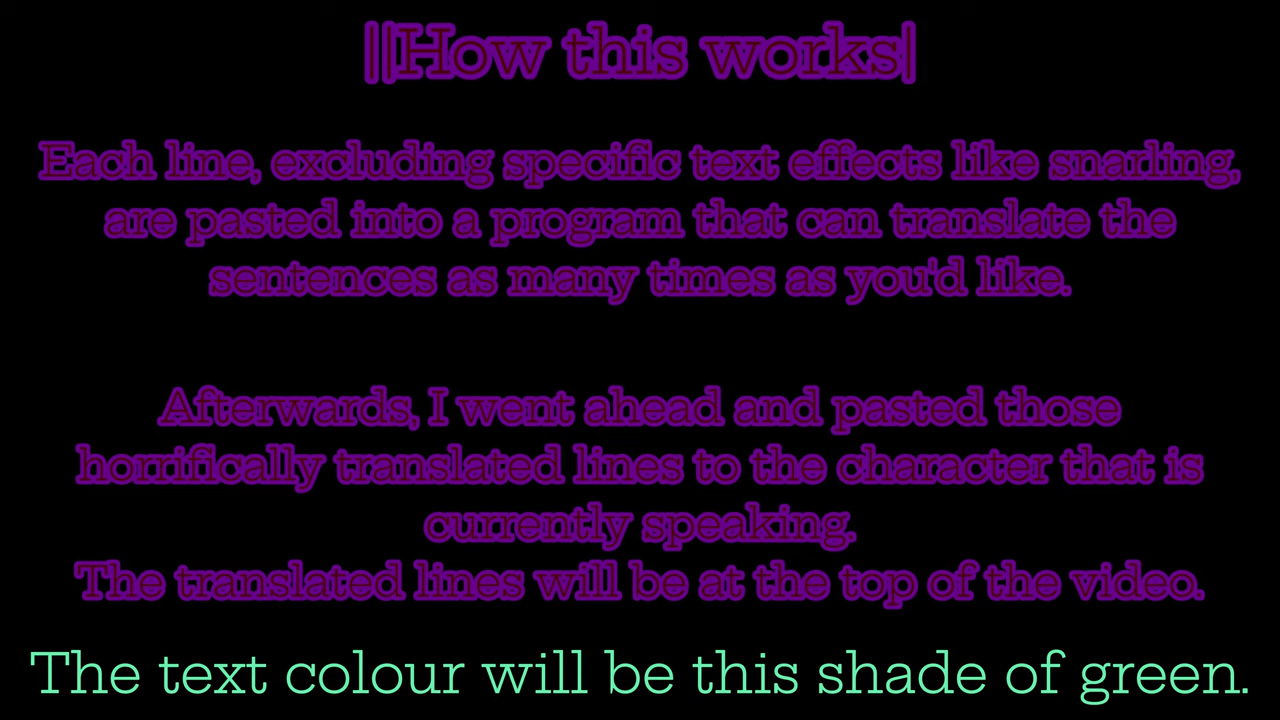 ||How this works|
Each line, excluding specific text effects like snarling,
are pasted into a program that can translate the
sentences as many times as you'd like.
Afterwards, I went ahead and pasted those
horrifically translated lines to the character that is
currently speaking.
The translated lines will be at the top of the video.
The text colour will be this shade of green.